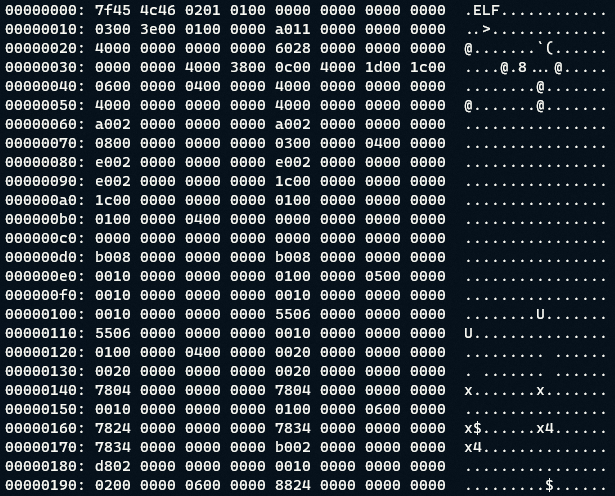 00000000: 7f45 4c46 0201 0100 0000 0000 0000 0000  .ELF............
00000010: 0300 3e00 0100 0000 a011 0000 0000 0000  ..>.............
00000020: 4000 0000 0000 0000 6028 0000 0000 0000  @.......`(......
00000030: 0000 0000 4000 3800 0c00 4000 1d00 1c00  ....@.8...@.....
00000040: 0600 0000 0400 0000 4000 0000 0000 0000  ........@.......
00000050: 4000 0000 0000 0000 4000 0000 0000 0000  @.......@.......
00000060: a002 0000 0000 0000 a002 0000 0000 0000  ................
00000070: 0800 0000 0000 0000 0300 0000 0400 0000  ................
00000080: e002 0000 0000 0000 e002 0000 0000 0000  ................
00000090: e002 0000 0000 0000 1c00 0000 0000 0000  ................
000000a0: 1c00 0000 0000 0000 0100 0000 0000 0000  ................
000000b0: 0100 0000 0400 0000 0000 0000 0000 0000  ................
000000c0: 0000 0000 0000 0000 0000 0000 0000 0000  ................
000000d0: b008 0000 0000 0000 b008 0000 0000 0000  ................
000000e0: 0010 0000 0000 0000 0100 0000 0500 0000  ................
000000f0: 0010 0000 0000 0000 0010 0000 0000 0000  ................
00000100: 0010 0000 0000 0000 5506 0000 0000 0000  ........U.......
00000110: 5506 0000 0000 0000 0010 0000 0000 0000  U...............
00000120: 0100 0000 0400 0000 0020 0000 0000 0000  ......... ......
00000130: 0020 0000 0000 0000 0020 0000 0000 0000  . ....... ......
00000140: 7804 0000 0000 0000 7804 0000 0000 0000  x.......x.......
00000150: 0010 0000 0000 0000 0100 0000 0600 0000  ................
00000160: 7824 0000 0000 0000 7834 0000 0000 0000  x$......x4......
00000170: 7834 0000 0000 0000 b002 0000 0000 0000  x4..............
00000180: d802 0000 0000 0000 0010 0000 0000 0000  ................
00000190: 0200 0000 0600 0000 8824 0000 0000 0000  .........$......